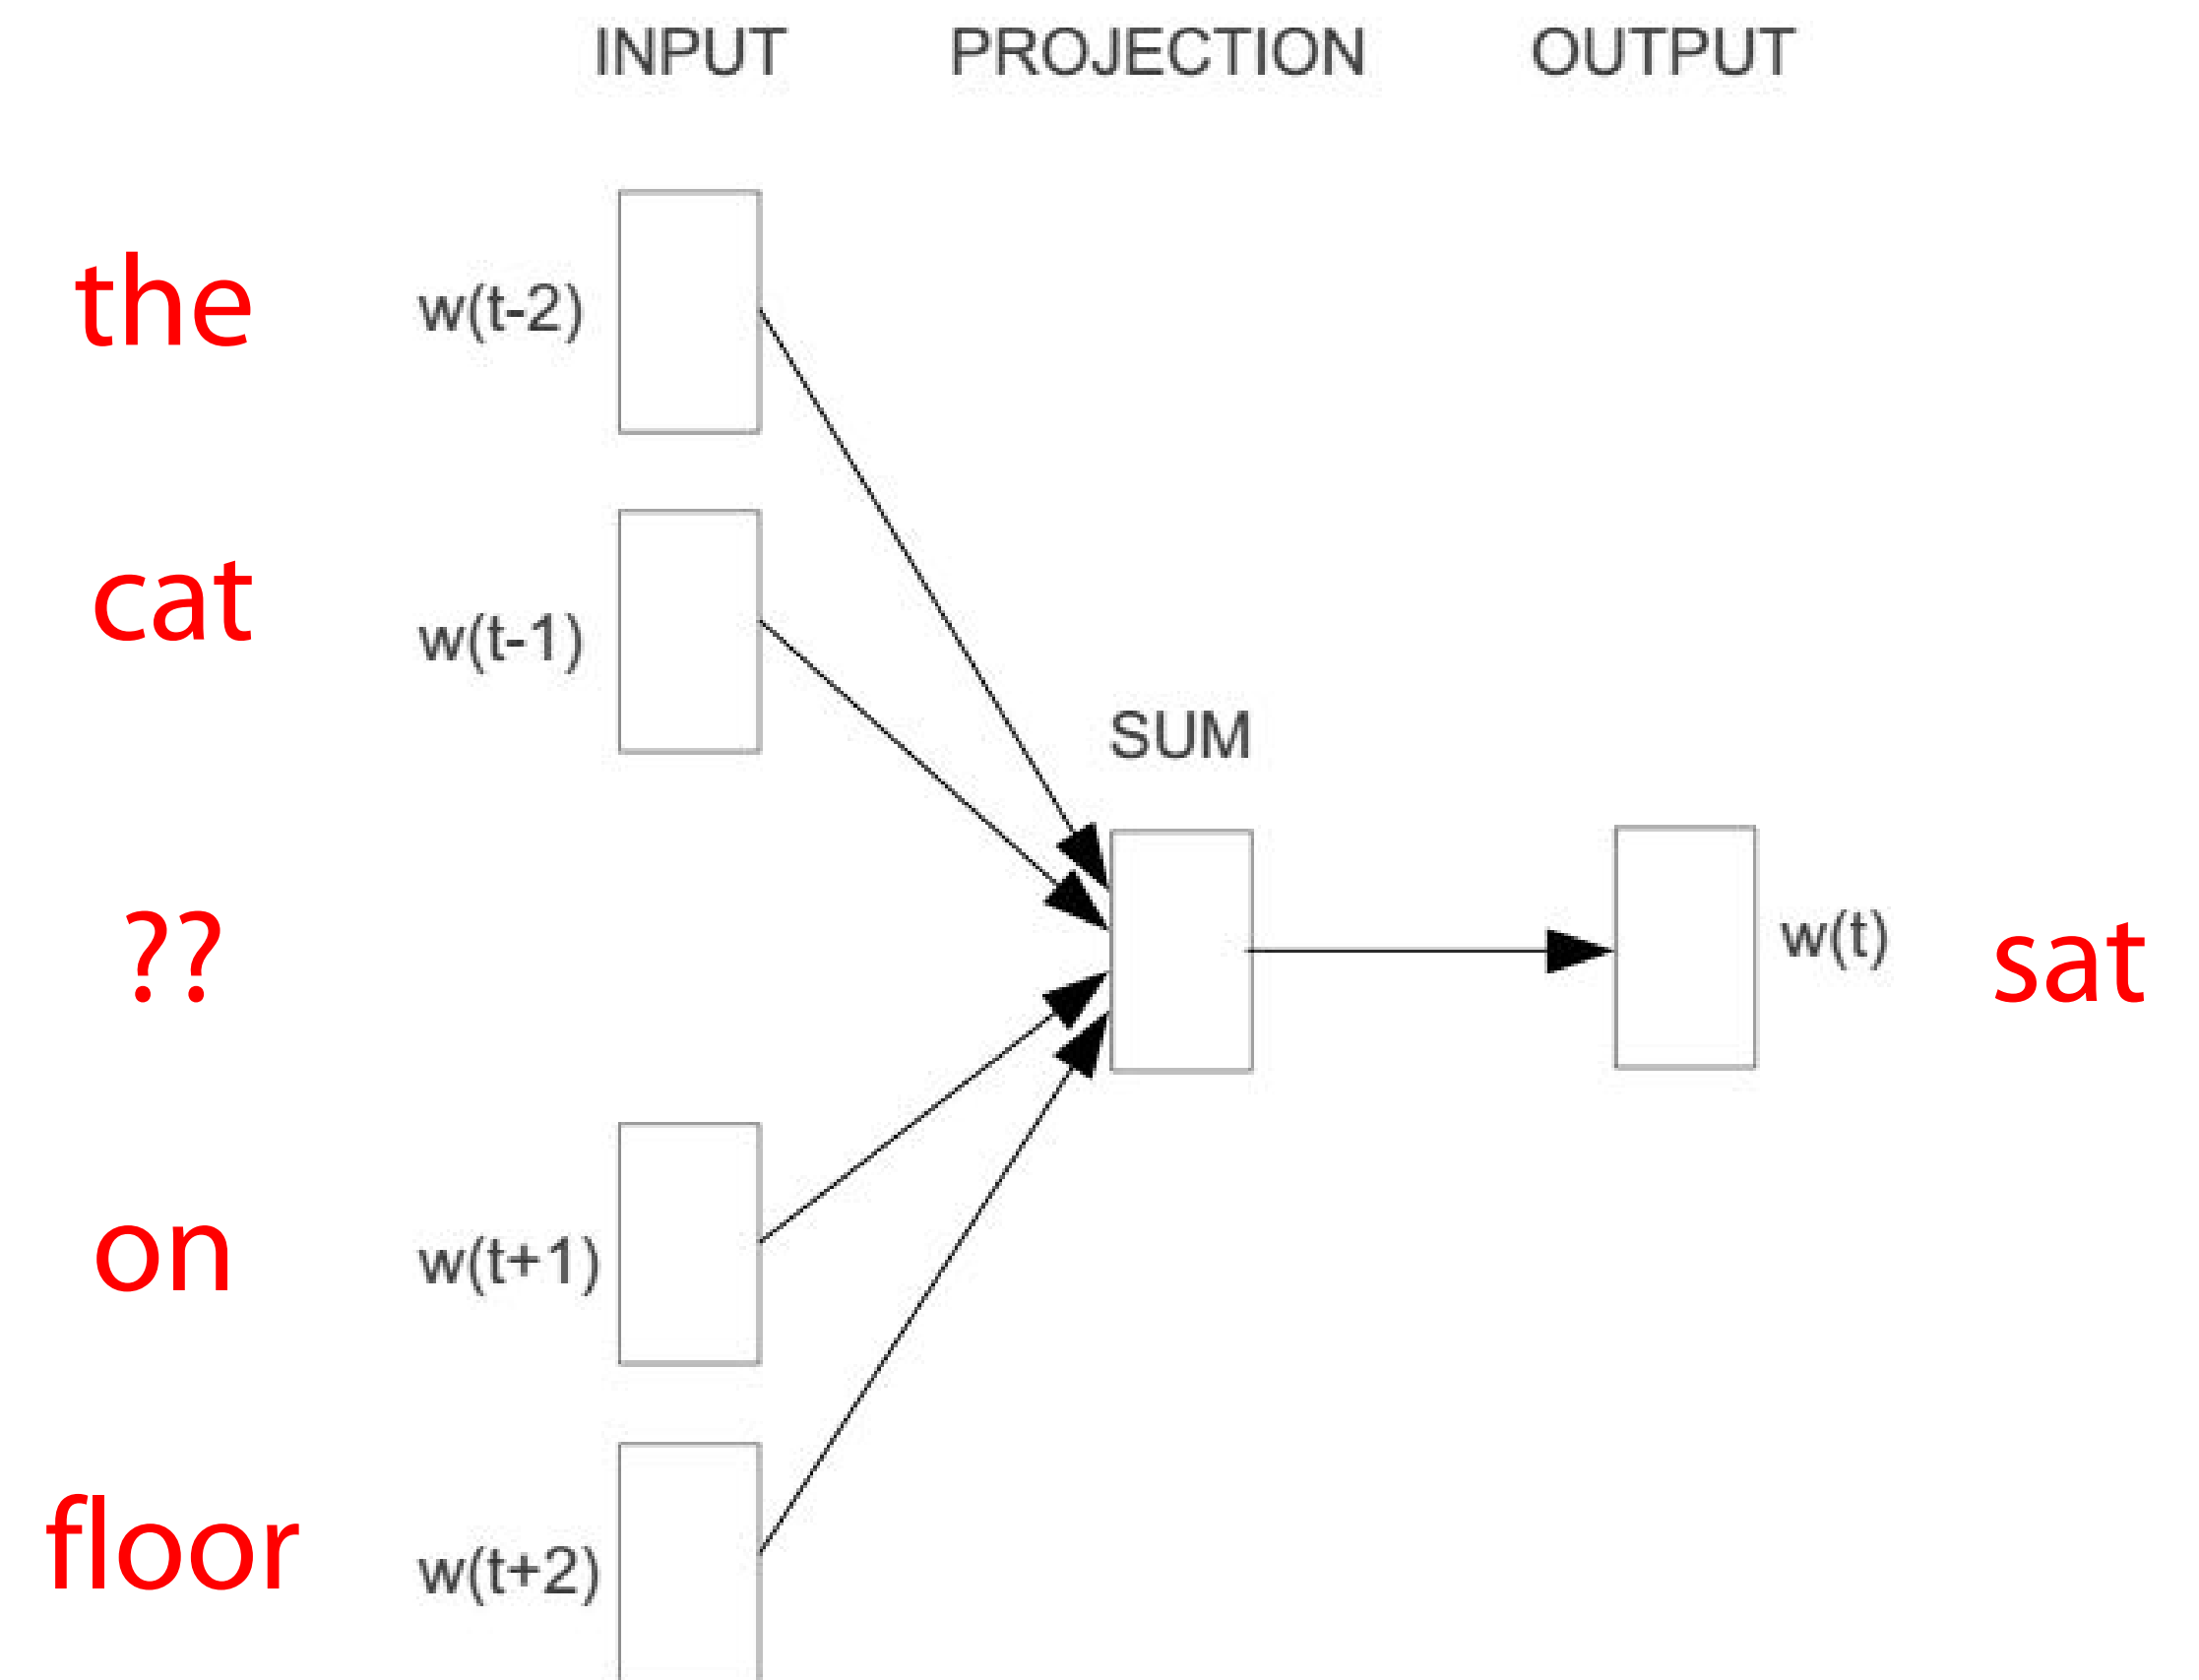 INPUT PROJECTION OUTPUT
the w(t-2)
cat w(t-1)
SUM
?? w(t) sat
on w(t+1)
floor w(t+2)